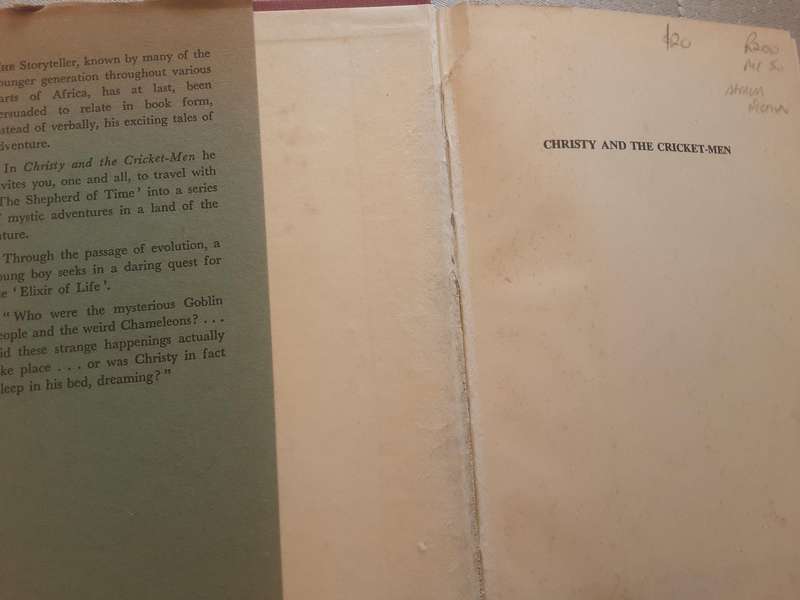 The Storyteller, known by many of the
ounger generation throughout various
arts of Africa, has at last, been
ersuaded to relate in book form,
nstead of verbally, his exciting tales of
dventure.
In Christy and the Cricket-Men he
vites you, one and all, to travel with
The Shepherd of Time' into a series
mystic adventures in a land of the
ture.
Through the passage of evolution, a
oung boy seeks in a daring quest for
e 'Elixir of Life'.
"Who were the mysterious Goblin
eople and the weird Chameleons? . . .
id these strange happenings actually
ke place . . . or was Christy in fact
leep in his bed, dreaming?"
$20
R200
CHRISTY AND THE CRICKET-MEN